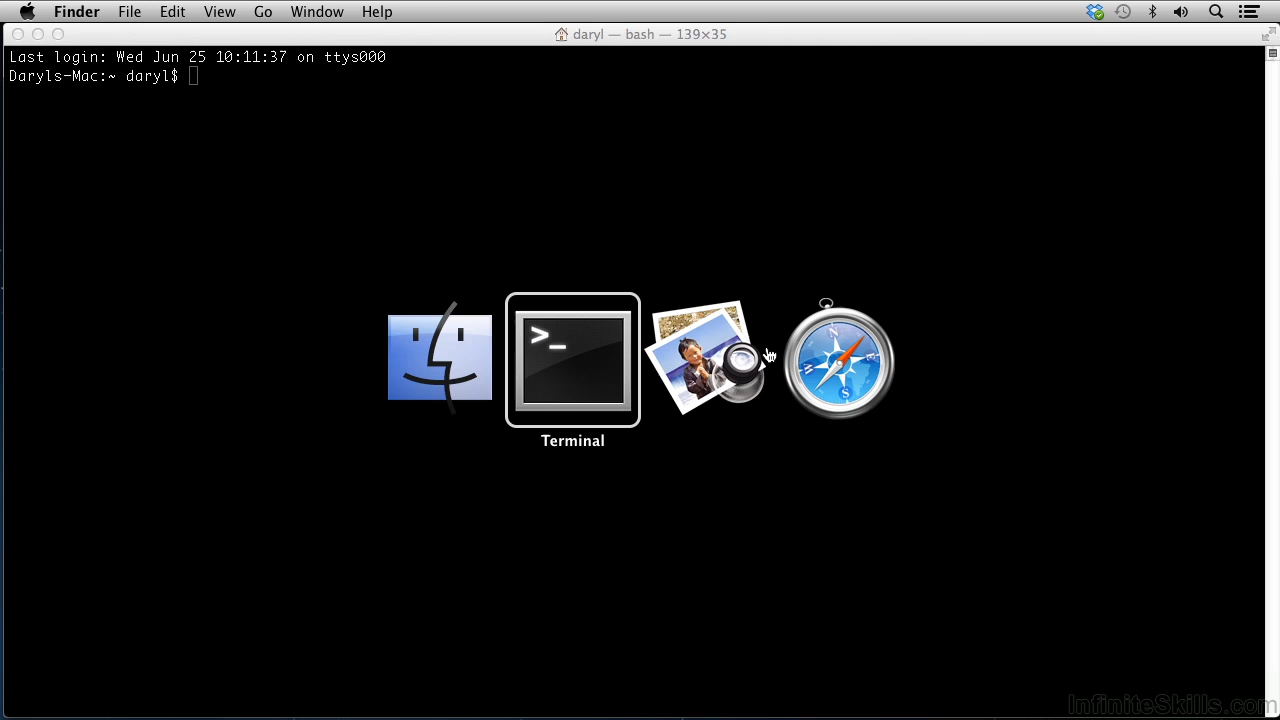 Finder File Edit View Go Window Help
daryl — bash — 139×35
Last login: Wed Jun 25 10:11:37 on ttys000
Daryls-Mac:~ daryl$
>_
N
W E
S
Terminal
InfiniteSkills.com